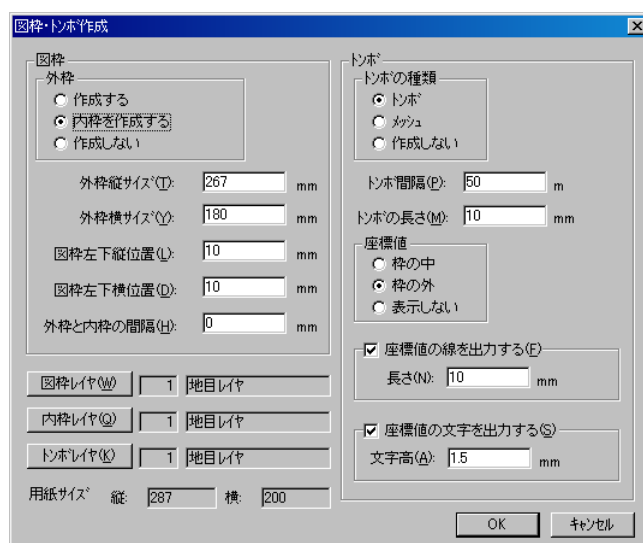 図枠・トンボ作成
図枠
外枠
作成する
内枠を作成する
作成しない
外枠縦サイズ(T): 267 mm
外枠横サイズ(Y): 180 mm
図枠左下縦位置(L): 10 mm
図枠左下横位置(D): 10 mm
外枠と内枠の間隔(H): 0 mm
図枠レイヤ(W) 1 地目レイヤ
内枠レイヤ(Q) 1 地目レイヤ
トンボレイヤ(K) 1 地目レイヤ
用紙サイズ 縦: 287 横: 200
トンボ
トンボの種類
トンボ
メッシュ
作成しない
トンボ間隔(P): 50 m
トンボの長さ(M): 10 mm
座標値
枠の中
枠の外
表示しない
座標値の線を出力する(F)
長さ(N): 10 mm
座標値の文字を出力する(S)
文字高(A): 1.5 mm
OK キャンセル